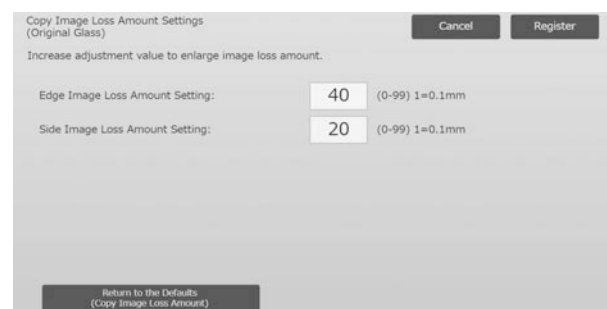 Copy Image Loss Amount Settings
(Original Glass)
Cancel
Register
Increase adjustment value to enlarge image loss amount.
Edge Image Loss Amount Setting:
40
(0-99) 1=0.1mm
Side Image Loss Amount Setting:
20
(0-99) 1=0.1mm
Return to the Defaults
(Copy Image Loss Amount)